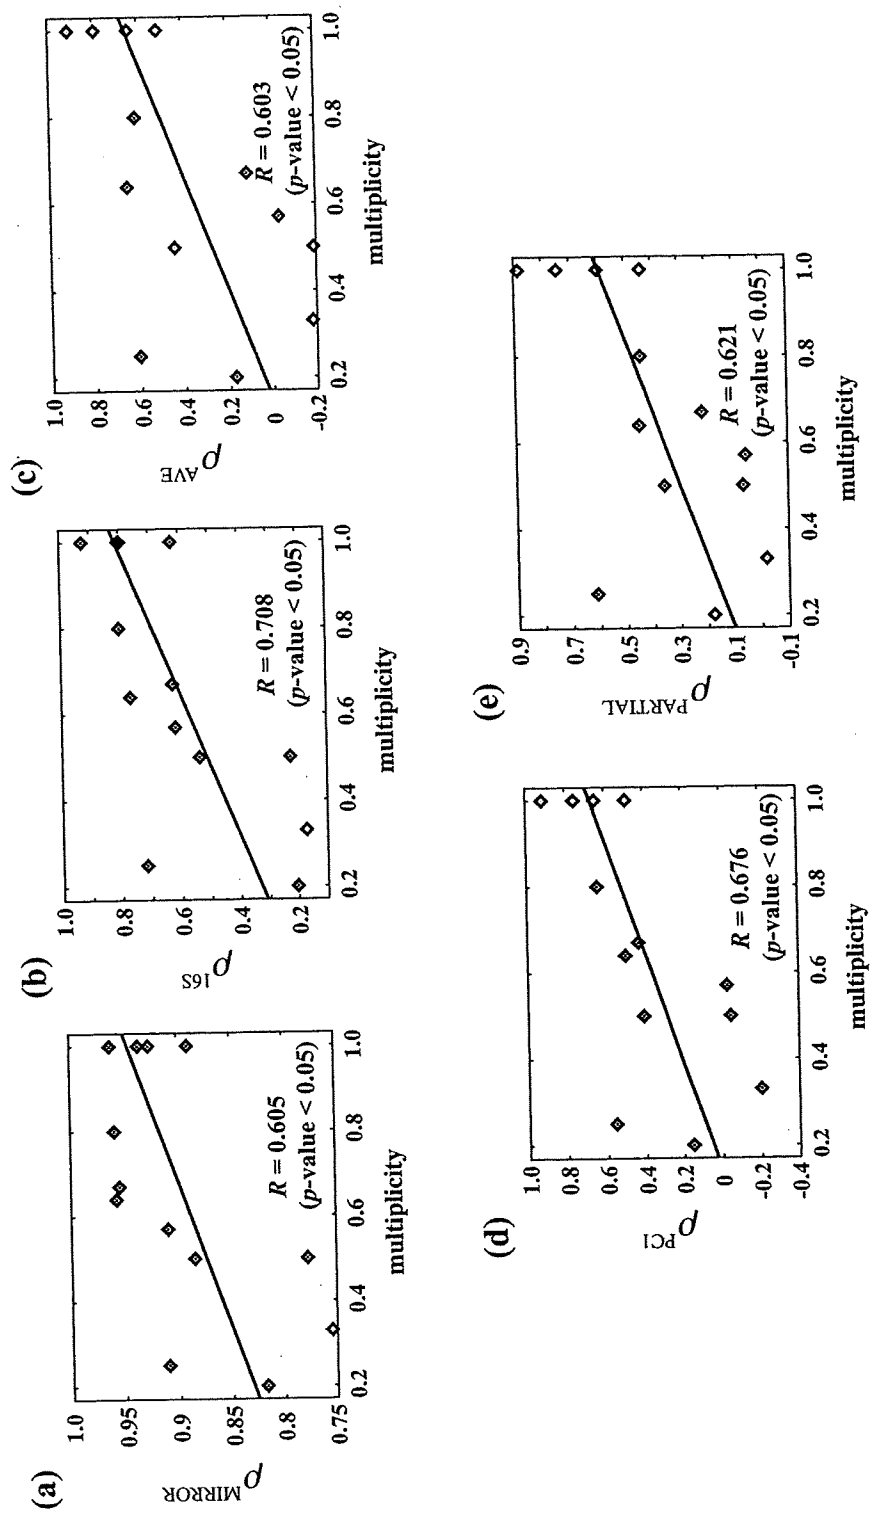 (a)
1.0
0.95
0.9
0.85
0.8
0.75
ρMIRROR
R = 0.605
(p-value < 0.05)
0.2 0.4 0.6 0.8 1.0
multiplicity
(b)
1.0
0.8
0.6
0.4
0.2
ρ16S
R = 0.708
(p-value < 0.05)
0.2 0.4 0.6 0.8 1.0
multiplicity
(c)
1.0
0.8
0.6
0.4
0.2
0
-0.2
ρAVE
R = 0.603
(p-value < 0.05)
0.2 0.4 0.6 0.8 1.0
multiplicity
(d)
1.0
0.8
0.6
0.4
0.2
0
-0.2
-0.4
ρPC1
R = 0.676
(p-value < 0.05)
0.2 0.4 0.6 0.8 1.0
multiplicity
(e)
0.9
0.7
0.5
0.3
0.1
-0.1
ρPARTIAL
R = 0.621
(p-value < 0.05)
0.2 0.4 0.6 0.8 1.0
multiplicity